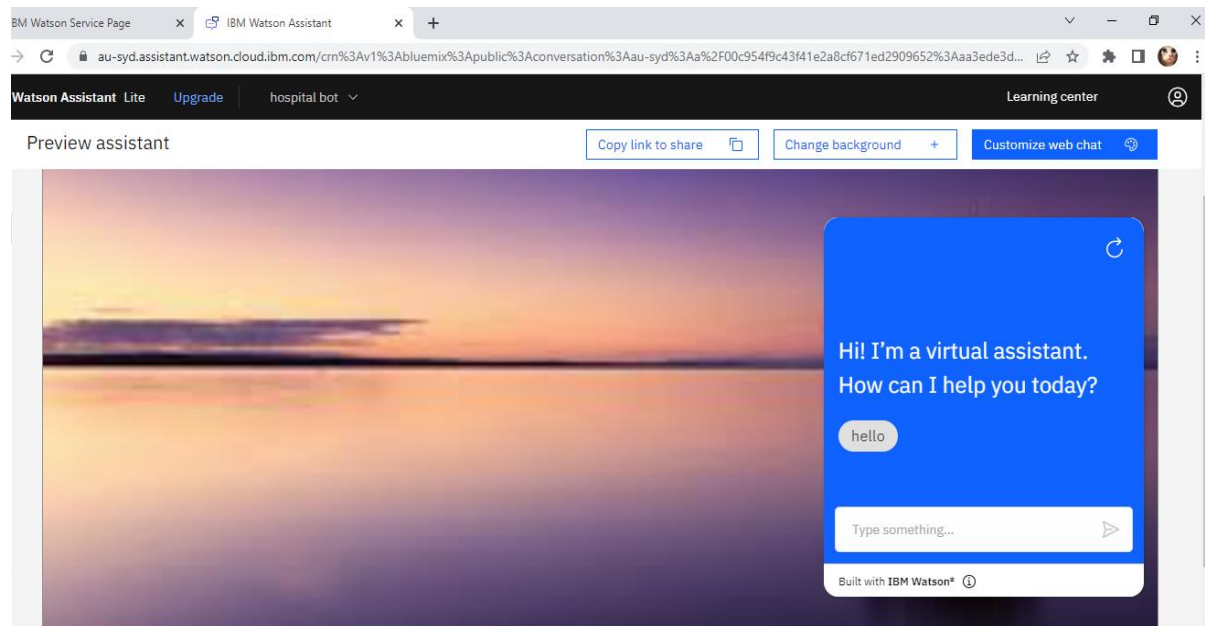 BM Watson Service Page
IBM Watson Assistant
au-syd.assistant.watson.cloud.ibm.com/crn%3Av1%3Abluemix%3Apublic%3Aconversation%3Aau-syd%3Aa%2F00c954f9c43f41e2a8cf671ed2909652%3Aaa3ede3d...
Watson Assistant Lite Upgrade hospital bot Learning center
Preview assistant Copy link to share Change background + Customize web chat
Hi! I'm a virtual assistant.
How can I help you today?
hello
Type something...
Built with IBM Watson®